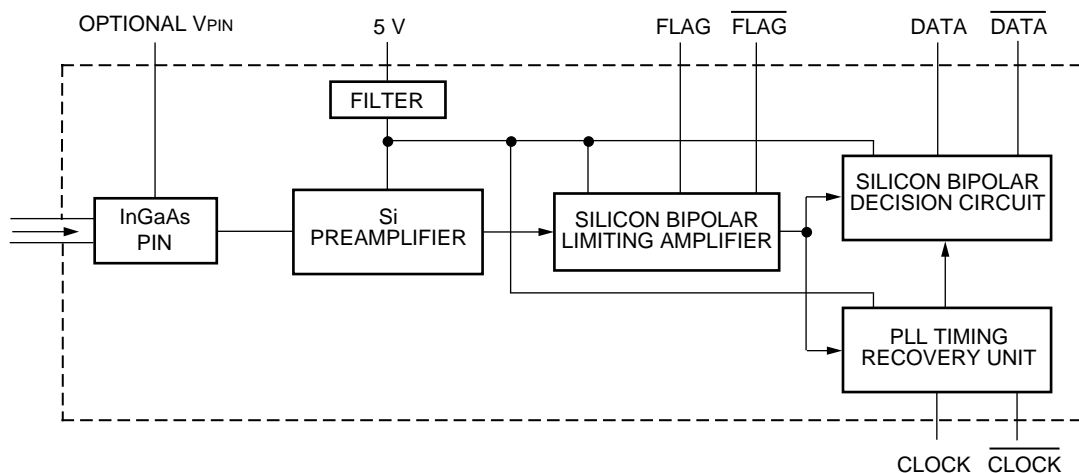 OPTIONAL VPIN
5 V
FLAG
FLAG
DATA
DATA
FILTER
InGaAs
PIN
Si
PREAMPLIFIER
SILICON BIPOLAR
LIMITING AMPLIFIER
SILICON BIPOLAR
DECISION CIRCUIT
PLL TIMING
RECOVERY UNIT
CLOCK
CLOCK